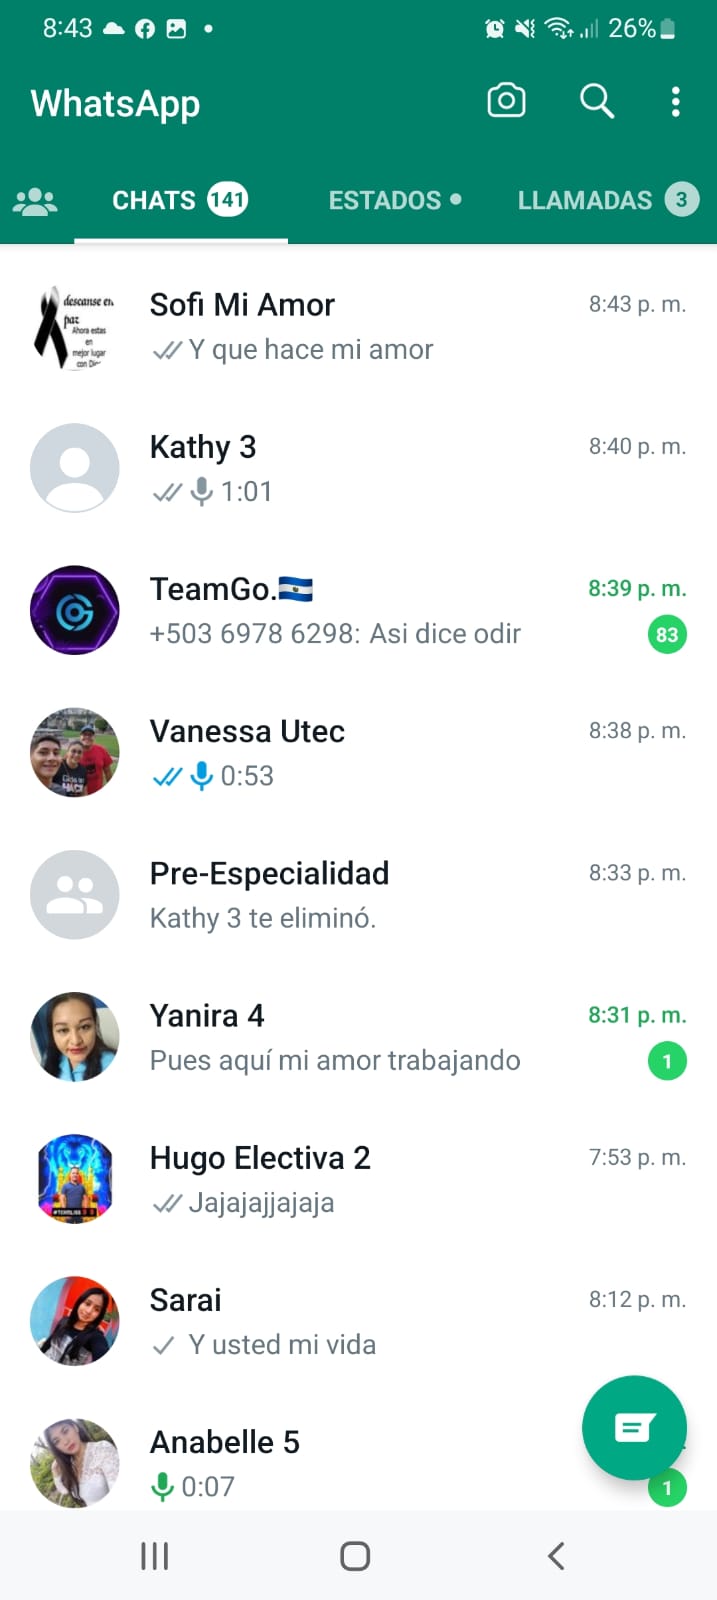 8:43
26%
WhatsApp
CHATS 141
ESTADOS
LLAMADAS 3
descanse en
paz
Ahora estas
en
mejor lugar
con Dio
Sofi Mi Amor
8:43 p. m.
Y que hace mi amor
Kathy 3
8:40 p. m.
1:01
TeamGo.🇸🇻
8:39 p. m.
+503 6978 6298: Asi dice odir
83
Vanessa Utec
8:38 p. m.
0:53
Pre-Especialidad
8:33 p. m.
Kathy 3 te eliminó.
Yanira 4
8:31 p. m.
Pues aquí mi amor trabajando
1
Hugo Electiva 2
7:53 p. m.
Jajajajjajaja
Sarai
8:12 p. m.
Y usted mi vida
Anabelle 5
0:07
1